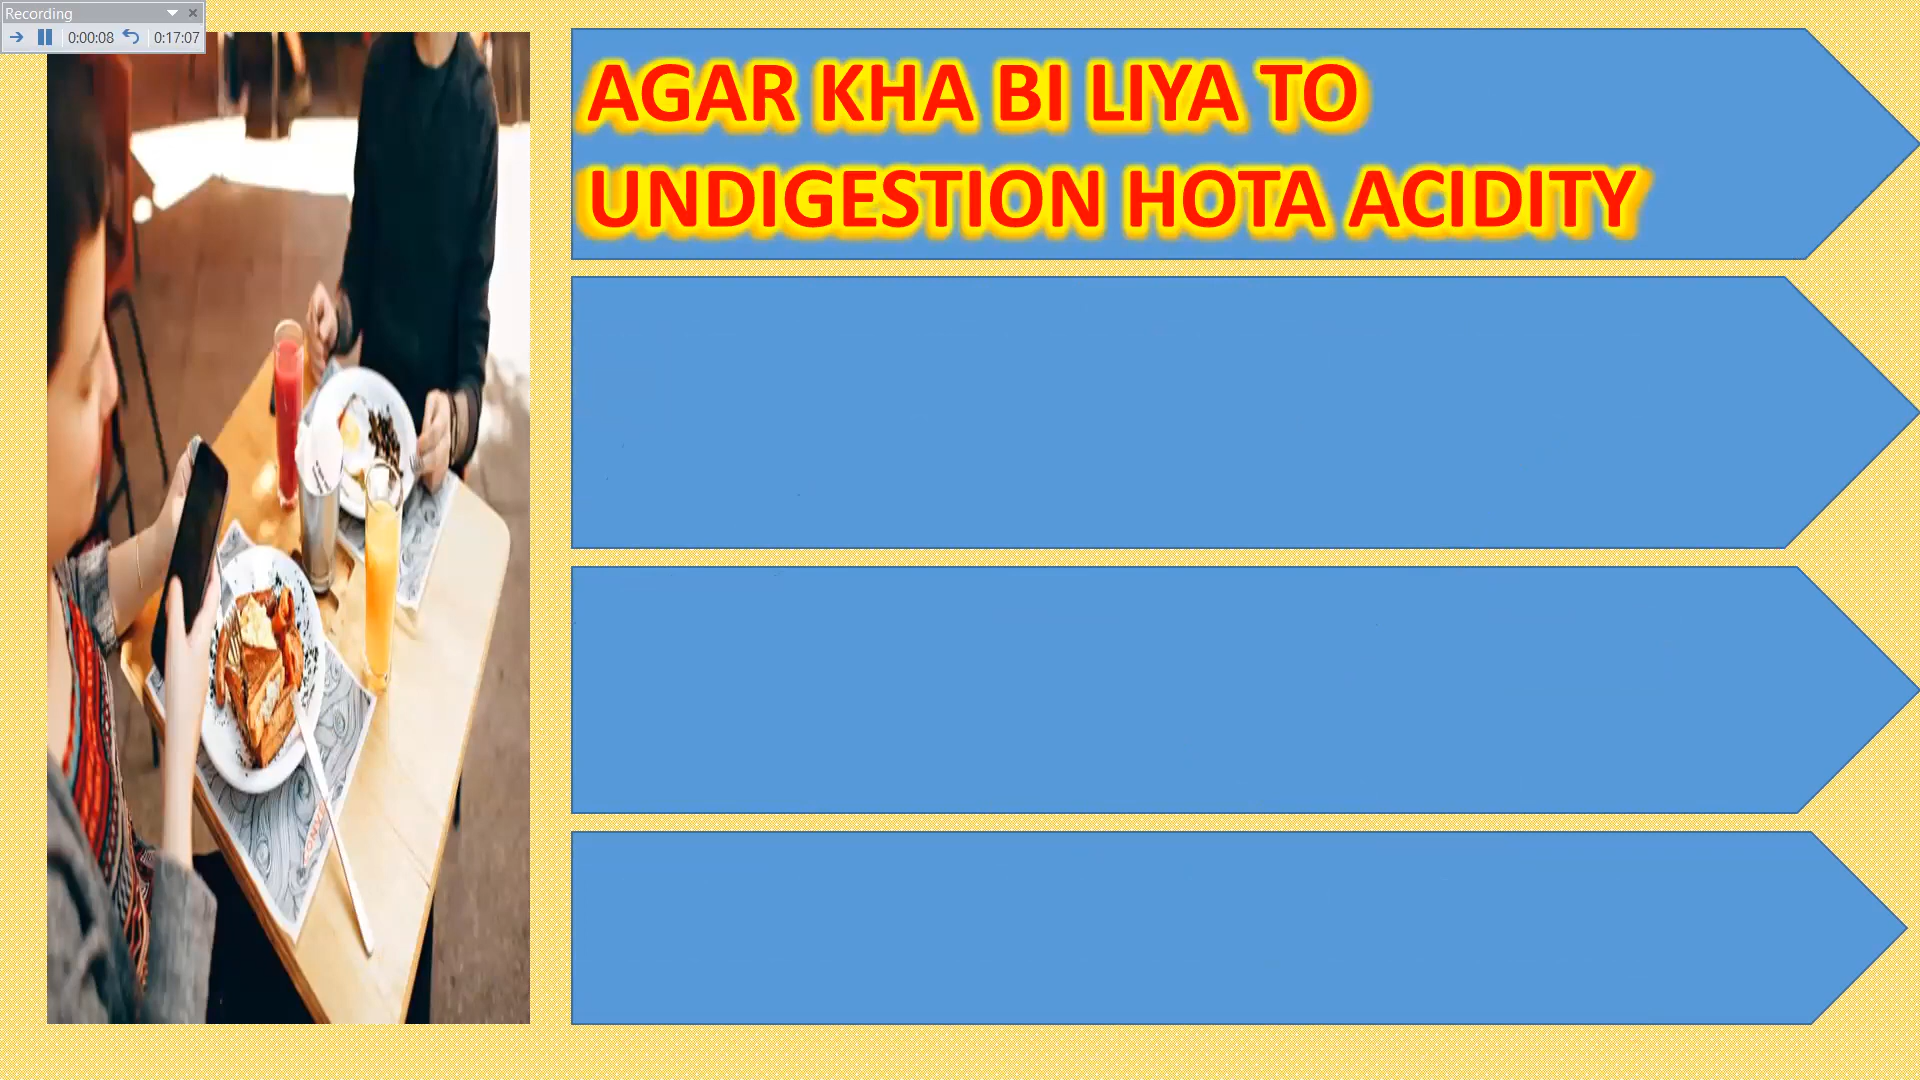 Recording
0:00:08
0:17:07
AGAR KHA BI LIYA TO
UNDIGESTION HOTA ACIDITY